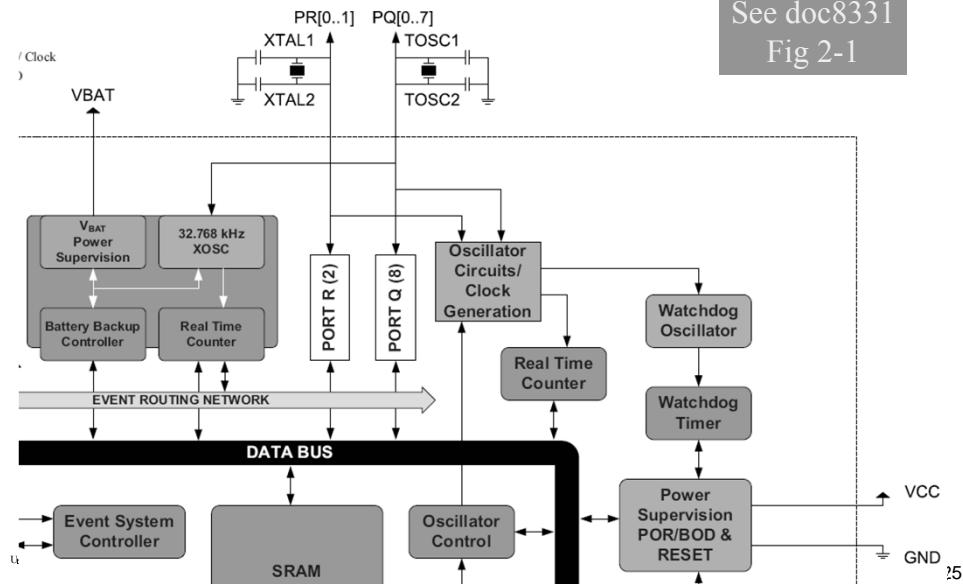 See doc8331
Fig 2-1
PR[0..1] PQ[0..7]
XTAL1
TOSC1
/ Clock
VBAT
XTAL2
TOSC2
VBAT
Power
Supervision
32.768 kHz
XOSC
Oscillator
Circuits/
Clock
Generation
PORT R (2)
PORT Q (8)
Watchdog
Oscillator
Battery Backup
Controller
Real Time
Counter
Real Time
Counter
EVENT ROUTING NETWORK
Watchdog
Timer
DATA BUS
Power
Supervision
POR/BOD &
RESET
VCC
Event System
Controller
Oscillator
Control
GND
SRAM
25